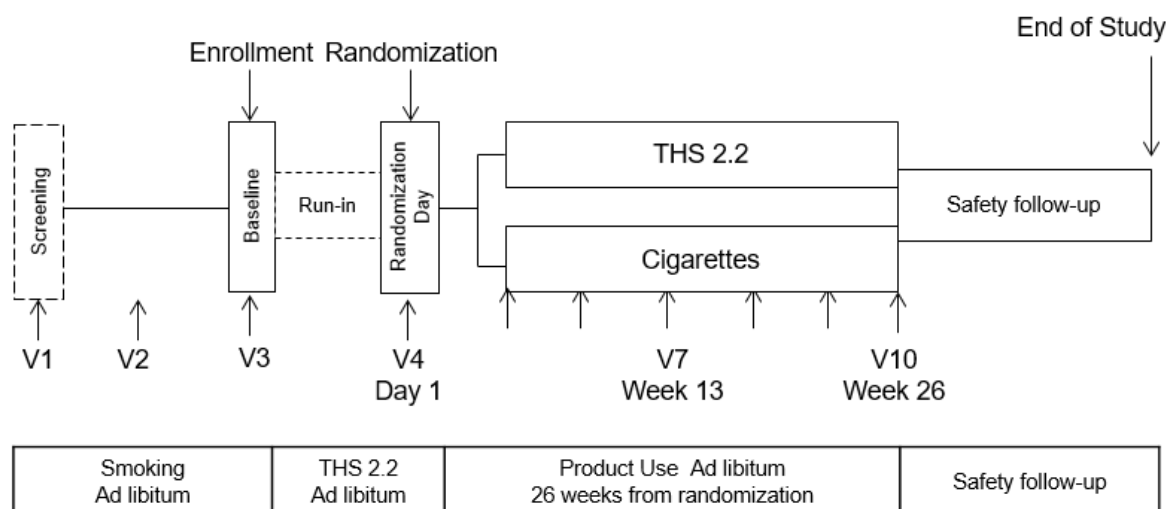 End of Study
Enrollment Randomization
Screening
Baseline
Run-in
Randomization
Day
THS 2.2
Cigarettes
Safety follow-up
V1
V2
V3
V4
Day 1
V7
Week 13
V10
Week 26
Smoking
Ad libitum
THS 2.2
Ad libitum
Product Use Ad libitum
26 weeks from randomization
Safety follow-up